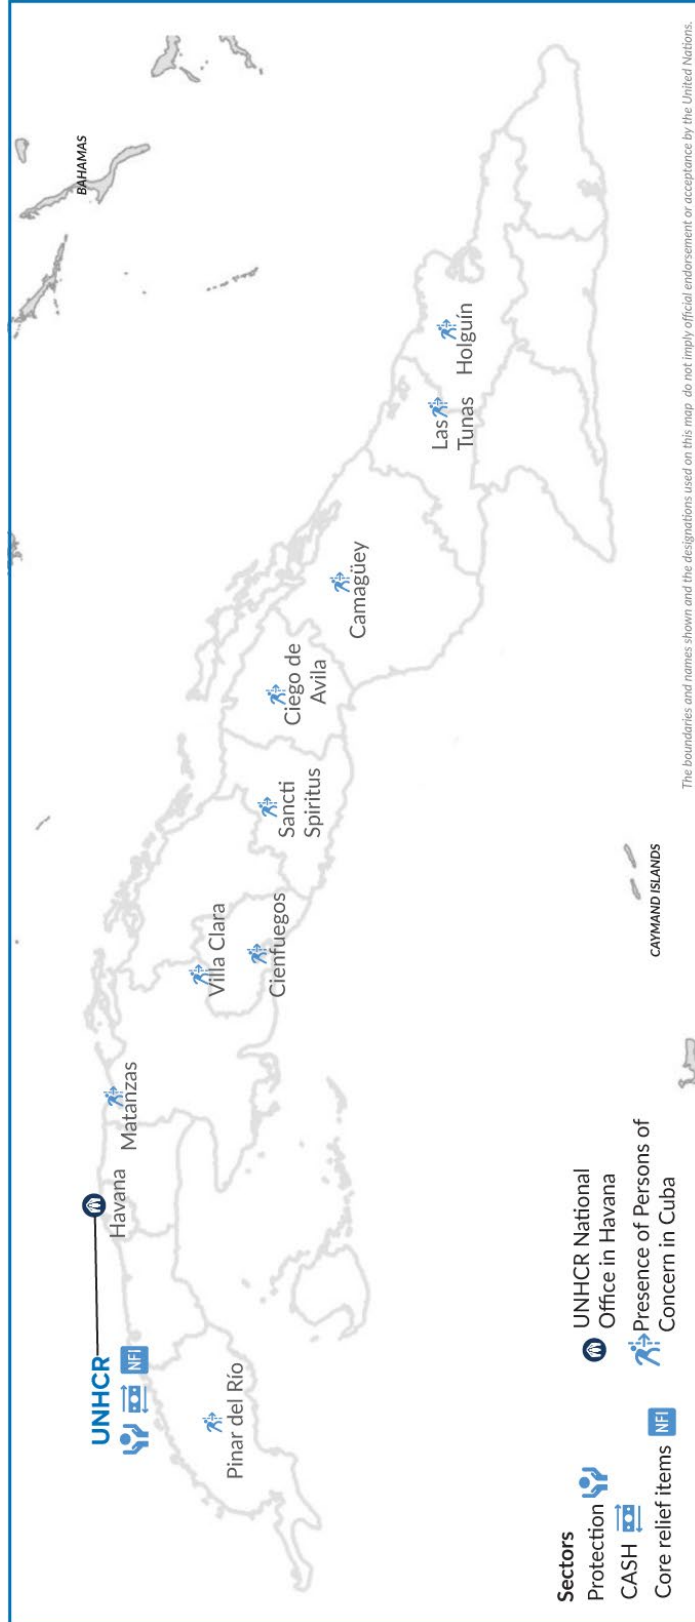 BAHAMAS
UNHCR
NFI
Havana
Matanzas
Pinar del Río
Villa Clara
Cienfuegos
Sancti
Spiritus
Ciego de
Avila
Camagüey
Las
Tunas
Holguín
CAYMAND ISLANDS
Sectors
Protection
CASH
Core relief items NFI
UNHCR National
Office in Havana
Presence of Persons of
Concern in Cuba
The boundaries and names shown and the designations used on this map do not imply official endorsement or acceptance by the United Nations.